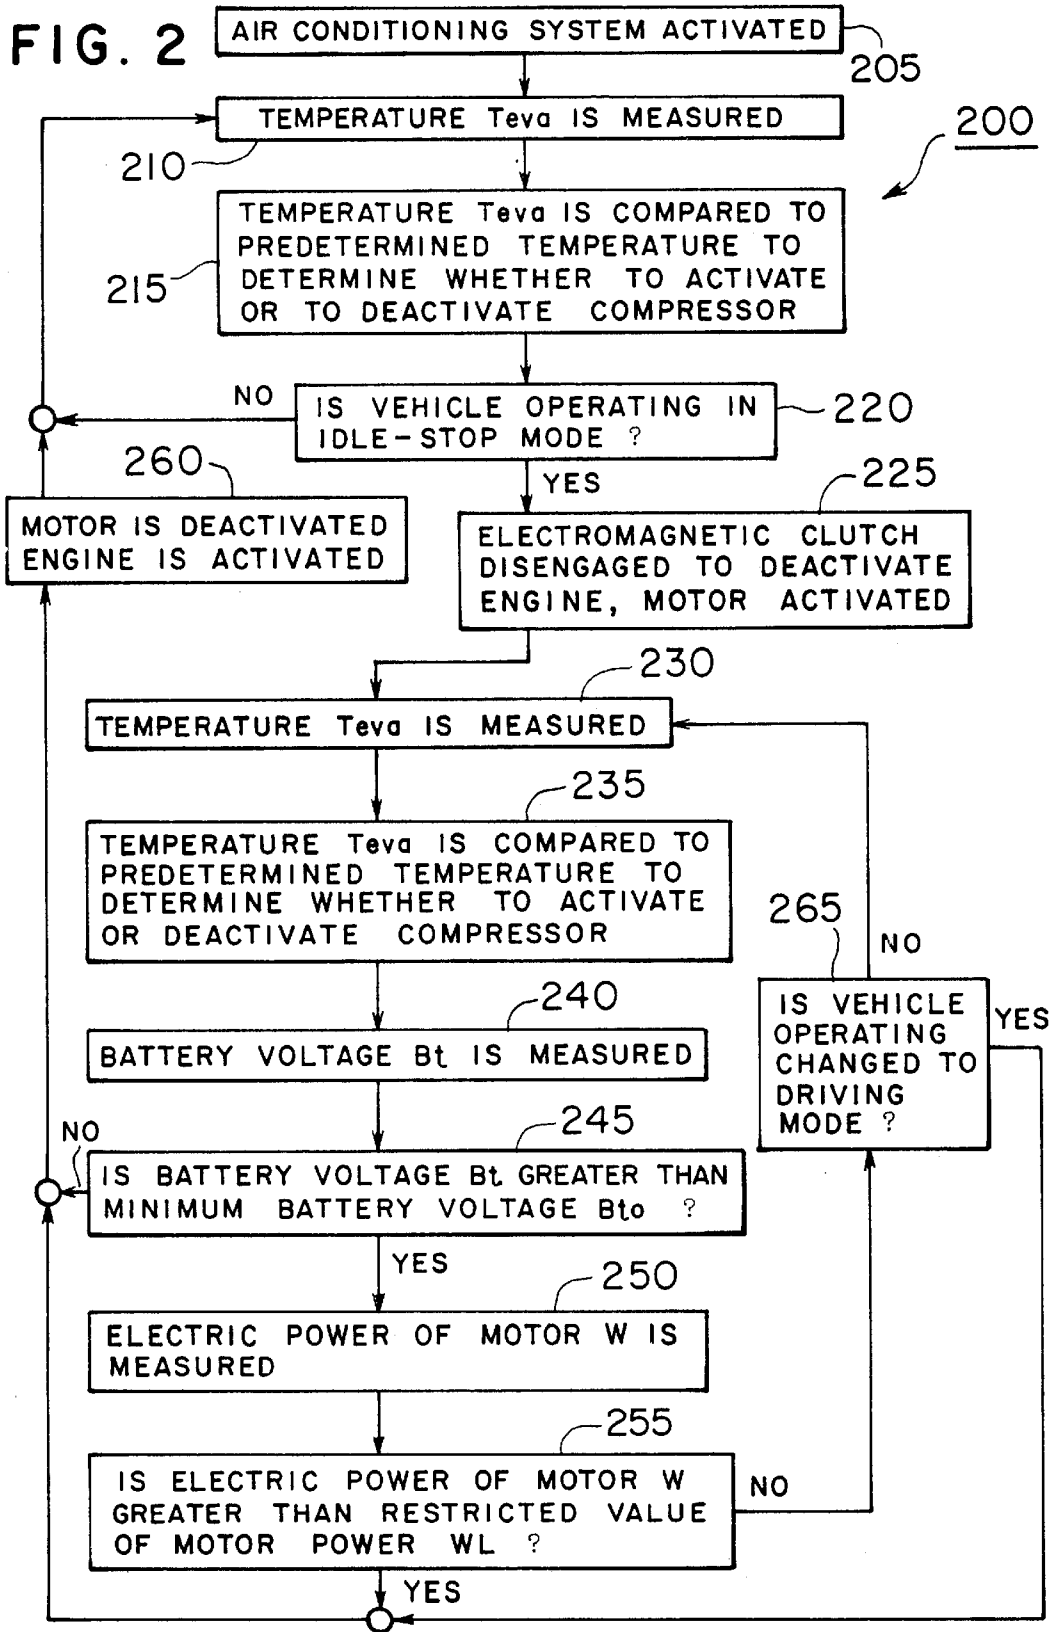 FIG. 2
AIR CONDITIONING SYSTEM ACTIVATED
205
TEMPERATURE Teva IS MEASURED
210
200
TEMPERATURE Teva IS COMPARED TO
PREDETERMINED TEMPERATURE TO
DETERMINE WHETHER TO ACTIVATE
OR TO DEACTIVATE COMPRESSOR
215
NO
IS VEHICLE OPERATING IN
IDLE-STOP MODE ?
220
YES
260
MOTOR IS DEACTIVATED
ENGINE IS ACTIVATED
225
ELECTROMAGNETIC CLUTCH
DISENGAGED TO DEACTIVATE
ENGINE, MOTOR ACTIVATED
230
TEMPERATURE Teva IS MEASURED
235
TEMPERATURE Teva IS COMPARED TO
PREDETERMINED TEMPERATURE TO
DETERMINE WHETHER TO ACTIVATE
OR DEACTIVATE COMPRESSOR
265
NO
IS VEHICLE
OPERATING
CHANGED TO
DRIVING
MODE ?
YES
240
BATTERY VOLTAGE Bt IS MEASURED
245
NO
IS BATTERY VOLTAGE Bt GREATER THAN
MINIMUM BATTERY VOLTAGE Bto ?
YES
250
ELECTRIC POWER OF MOTOR W IS
MEASURED
255
IS ELECTRIC POWER OF MOTOR W
GREATER THAN RESTRICTED VALUE
OF MOTOR POWER WL ?
NO
YES